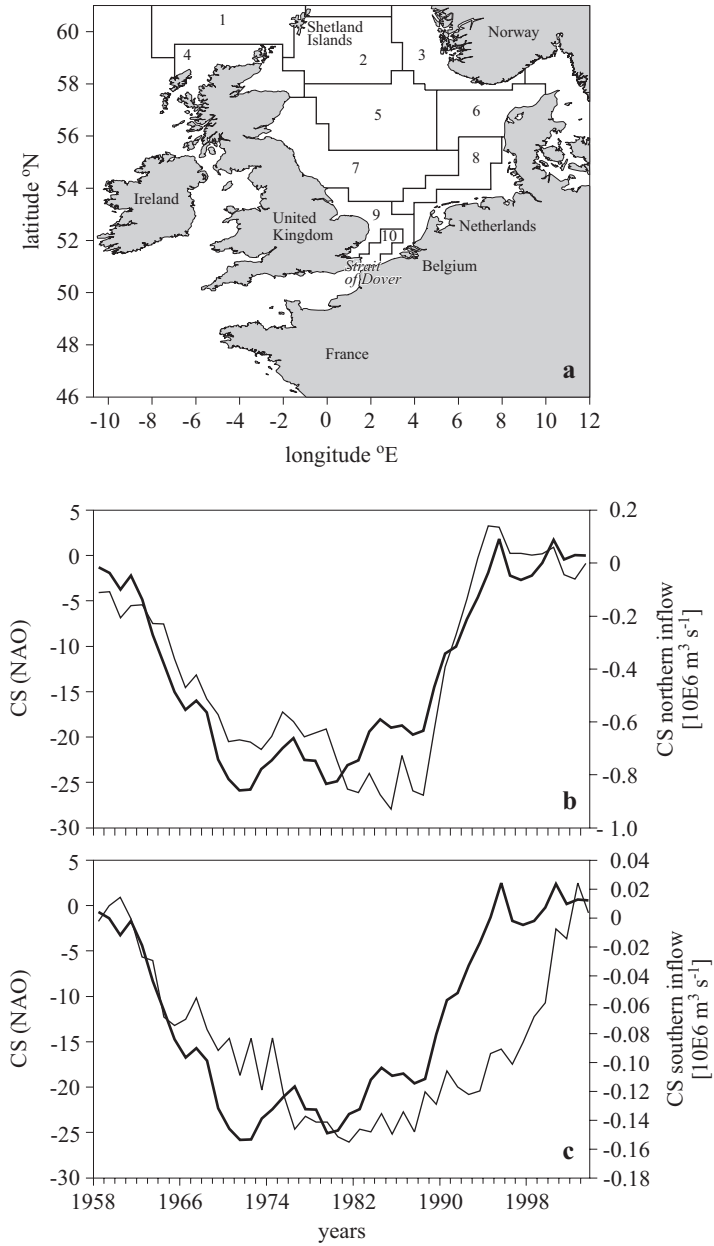 60
58
56
54
52
50
48
46
latitude ºN
1
Shetland
Islands
Norway
4
2
3
5
6
7
8
Ireland
United
Kingdom
9
10
Netherlands
Strait
of Dover
Belgium
France
a
-10 -8 -6 -4 -2 0 2 4 6 8 10 12
longitude ºE
5
0
-5
-10
-15
-20
-25
-30
CS (NAO)
0.2
0
-0.2
-0.4
-0.6
-0.8
- 1.0
CS northern inflow
[10E6 m³ s⁻¹]
b
5
0
-5
-10
-15
-20
-25
-30
CS (NAO)
0.04
0.02
0
-0.02
-0.04
-0.06
-0.08
-0.10
-0.12
-0.14
-0.16
-0.18
CS southern inflow
[10E6 m³ s⁻¹]
c
1958 1966 1974 1982 1990 1998
years